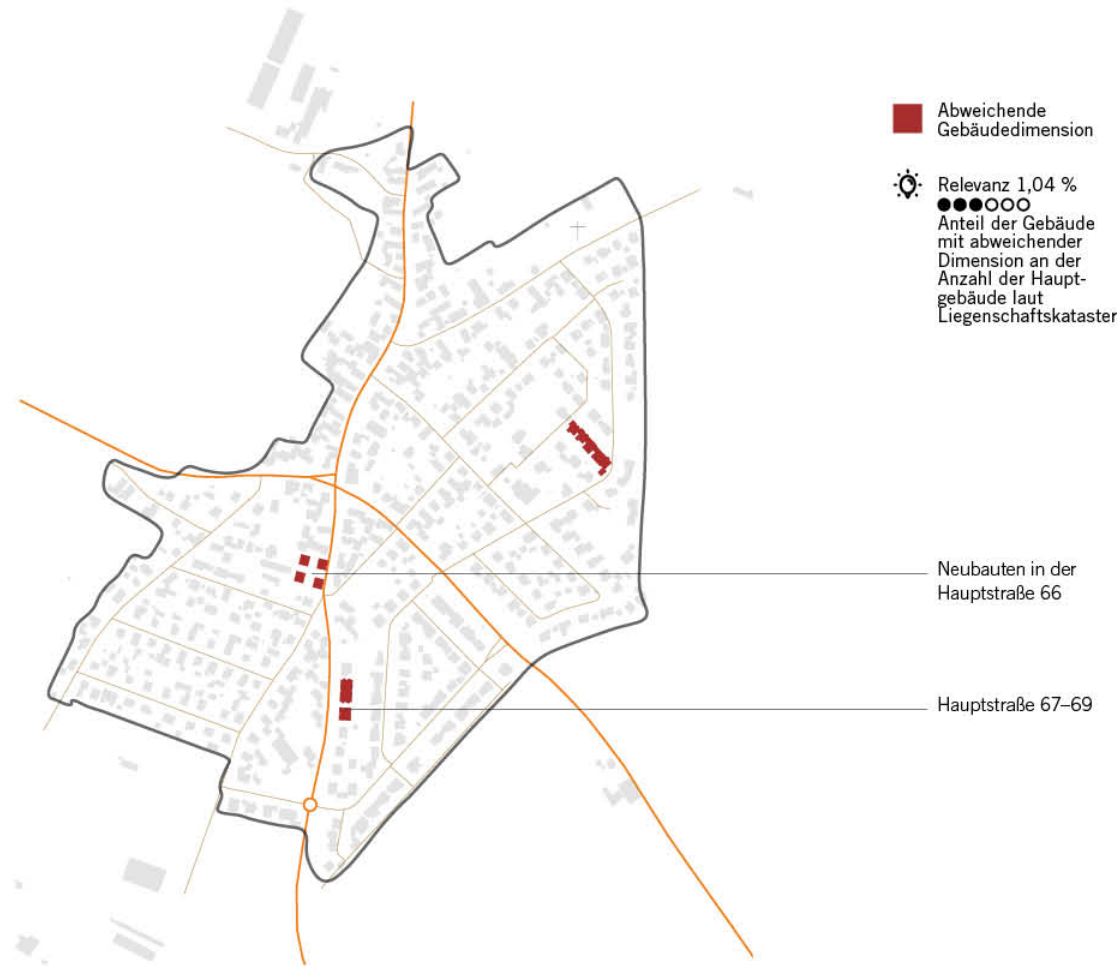 Abweichende
Gebäudedimension
Relevanz 1,04 %
Anteil der Gebäude
mit abweichender
Dimension an der
Anzahl der Haupt-
gebäude laut
Liegenschaftskataster
Neubauten in der
Hauptstraße 66
Hauptstraße 67–69